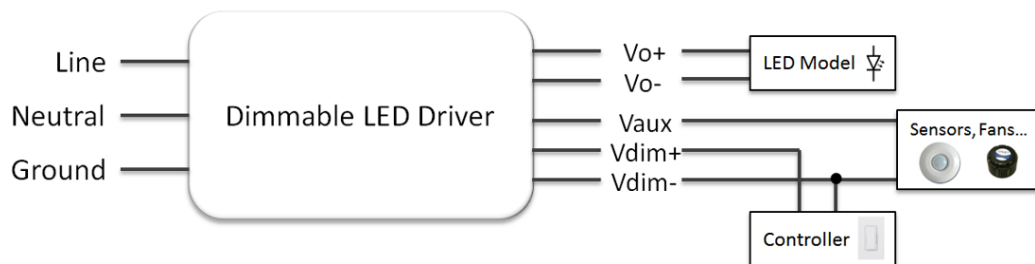 Line
Neutral
Ground
Dimmable LED Driver
Vo+
Vo-
Vaux
Vdim+
Vdim-
LED Model
Sensors, Fans...
Controller